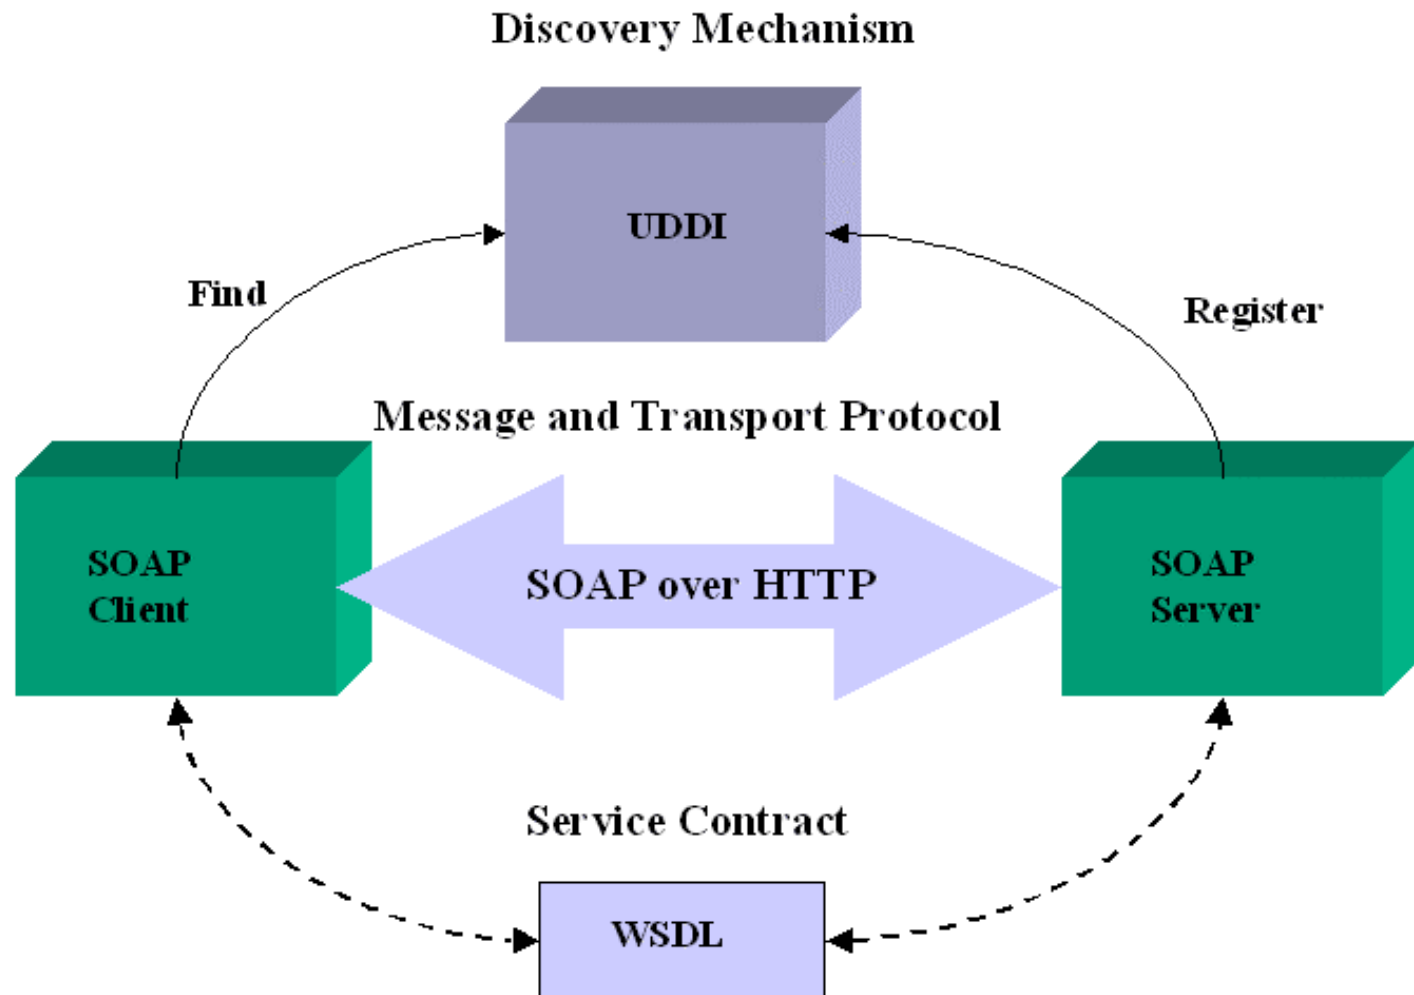 Discovery Mechanism
UDDI
Find
Register
Message and Transport Protocol
SOAP
Client
SOAP over HTTP
SOAP
Server
Service Contract
WSDL